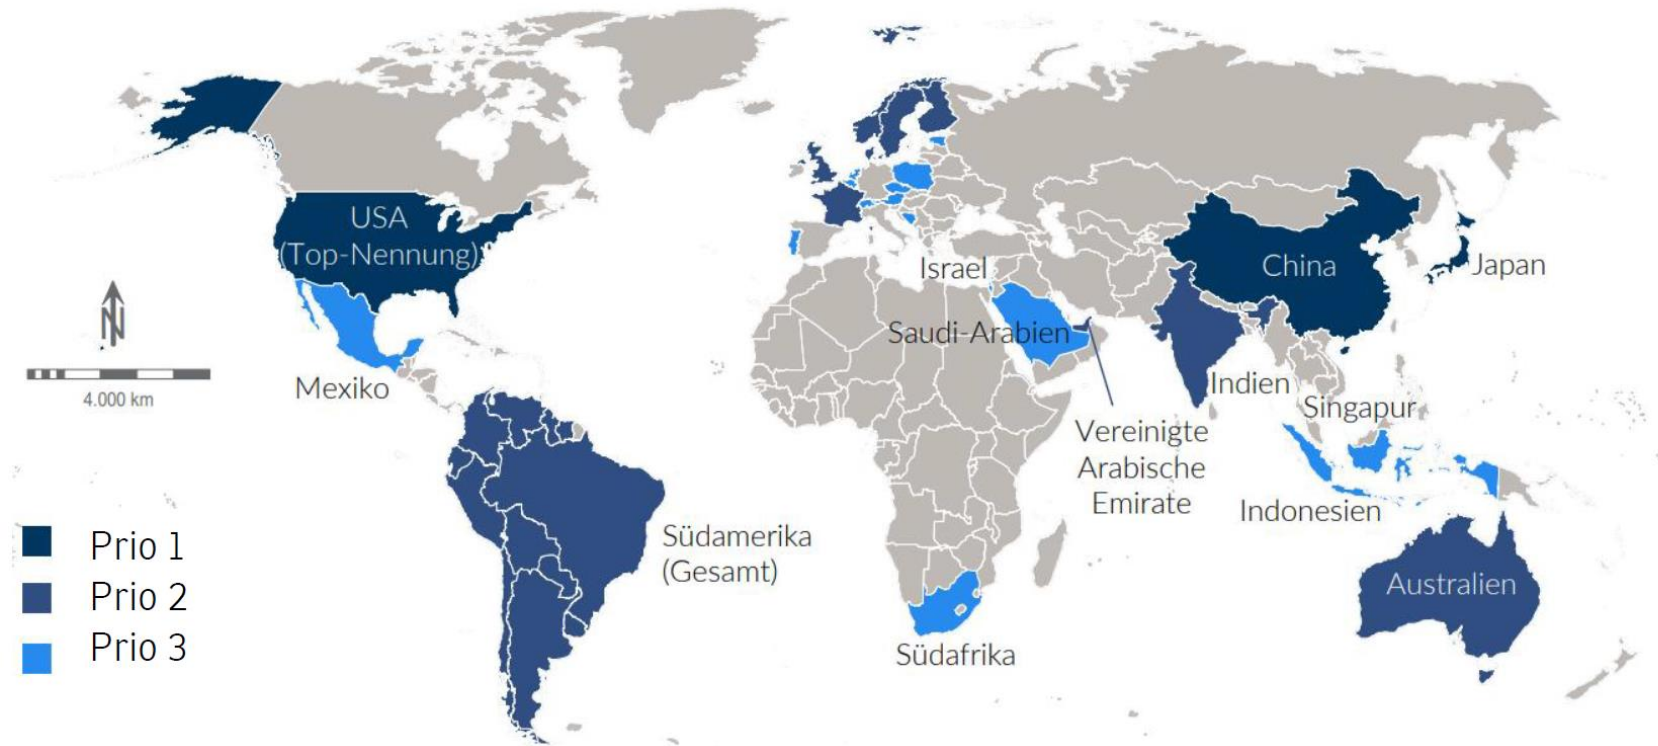 USA
(Top-Nennung)
China
Japan
Israel
Saudi-Arabien
N
4.000 km
Mexiko
Indien
Singapur
Vereinigte
Arabische
Emirate
Indonesien
Südamerika
(Gesamt)
Australien
Südafrika
Prio 1
Prio 2
Prio 3